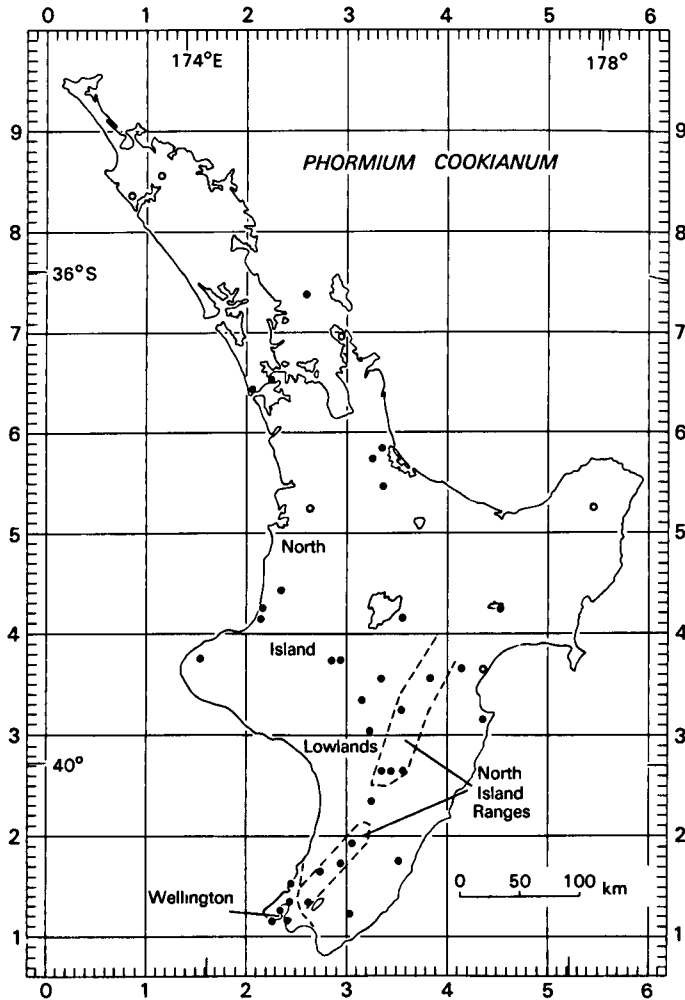 0 1 2 3 4 5 6
174°E 178°
9 PHORMIUM COOKIANUM 9
8 8
36°S
7 7
6 6
5 5
North
4 4
Island
3 3
Lowlands
40°
North
Island
Ranges
2 2
Wellington
0 50 100 km
1 1
0 1 2 3 4 5 6